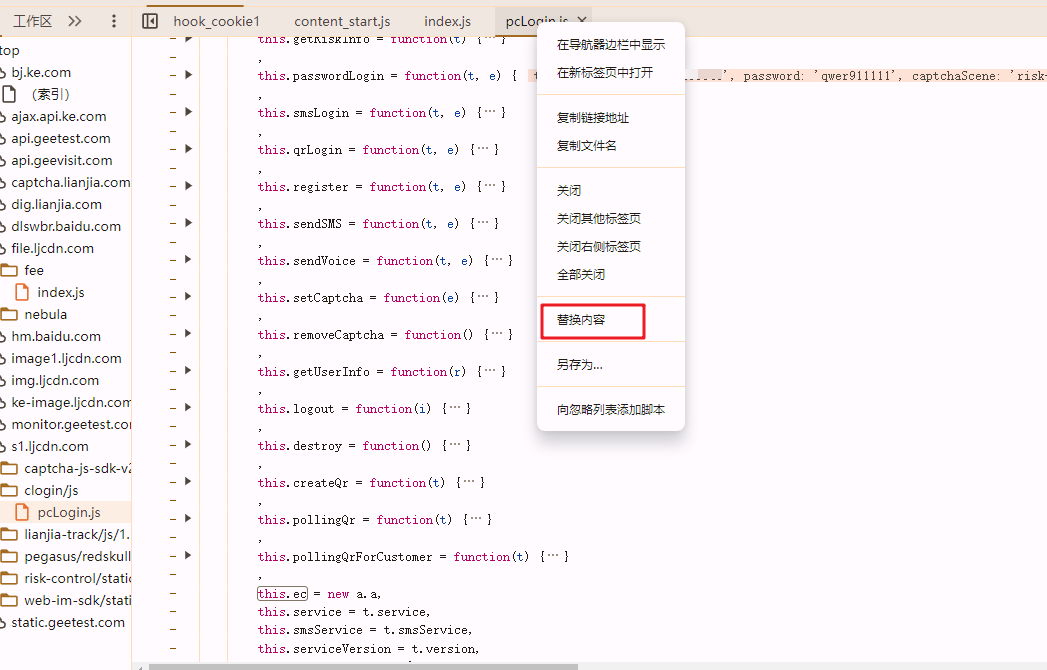 工作区 >> hook_cookie1 content_start.js index.js pcLogin.js
top
bj.ke.com
（索引）
ajax.api.ke.com
api.geetest.com
api.geevisit.com
captcha.lianjia.com
dig.lianjia.com
dlswbr.baidu.com
file.ljcdn.com
fee
index.js
nebula
hm.baidu.com
image1.ljcdn.com
img.ljcdn.com
ke-image.ljcdn.com
monitor.geetest.com
s1.ljcdn.com
captcha-js-sdk-v2
clogin/js
pcLogin.js
lianjia-track/js/1.
pegasus/redskull
risk-control/static
web-im-sdk/stati
static.geetest.com
this.getRiskInfo = function(t) {…}
,
this.passwordLogin = function(t, e) { t ......', password: 'qwer911111', captchaScene: 'risk-
,
this.smsLogin = function(t, e) {…}
,
this.qrLogin = function(t, e) {…}
,
this.register = function(t, e) {…}
,
this.sendSMS = function(t, e) {…}
,
this.sendVoice = function(t, e) {…}
,
this.setCaptcha = function(e) {…}
,
this.removeCaptcha = function() {…}
,
this.getUserInfo = function(r) {…}
,
this.logout = function(i) {…}
,
this.destroy = function() {…}
,
this.createQr = function(t) {…}
,
this.pollingQr = function(t) {…}
,
this.pollingQrForCustomer = function(t) {…}
,
this.ec = new a.a,
this.service = t.service,
this.smsService = t.smsService,
this.serviceVersion = t.version,
在导航器边栏中显示
在新标签页中打开
复制链接地址
复制文件名
关闭
关闭其他标签页
关闭右侧标签页
全部关闭
替换内容
另存为...
向忽略列表添加脚本